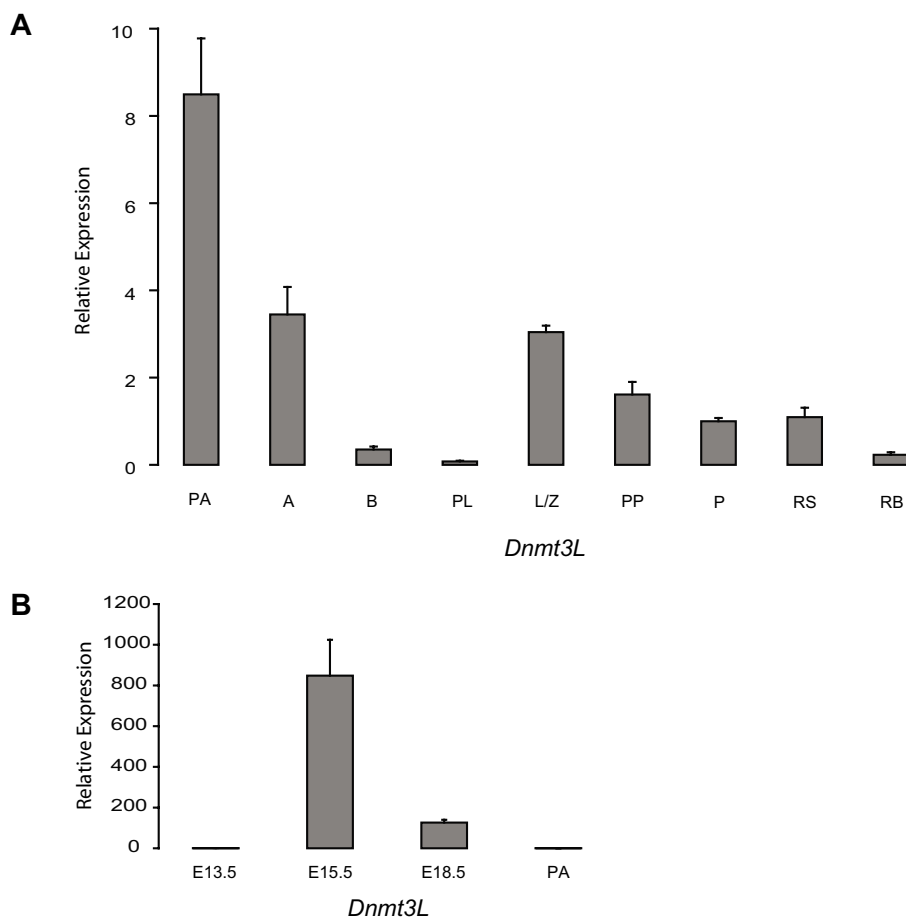 A
10
8
6
4
2
0
Relative Expression
PA A B PL L/Z PP P RS RB
Dnmt3L
B
1200
1000
800
600
400
200
0
Relative Expression
E13.5 E15.5 E18.5 PA
Dnmt3L